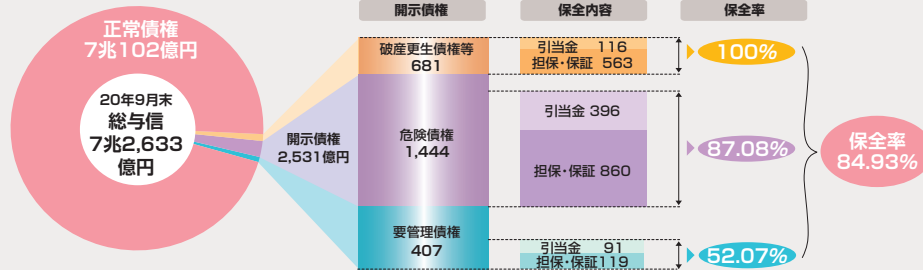 開示債権
保全内容
保全率
正常債権
7兆102億円
20年9月末
総与信
7兆2,633
億円
開示債権
2,531億円
破産更生債権等
681
危険債権
1,444
要管理債権
407
引当金 116
担保・保証 563
引当金 396
担保・保証 860
引当金 91
担保・保証119
100%
87.08%
52.07%
保全率
84.93%